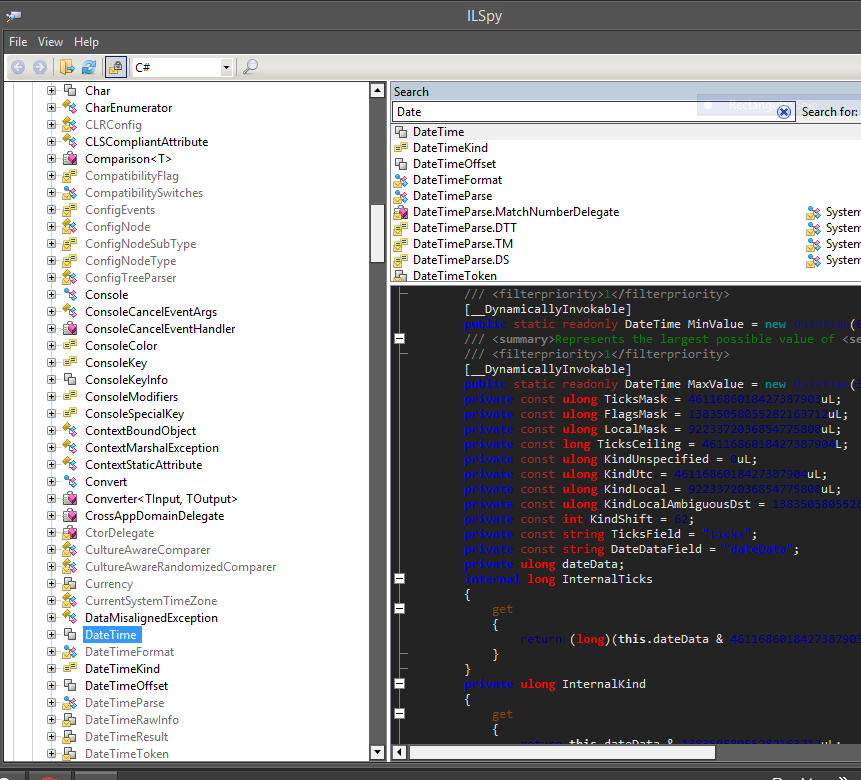 ILSpy
File View Help
C#
Char
CharEnumerator
CLRConfig
CLSCompliantAttribute
Comparison<T>
CompatibilityFlag
CompatibilitySwitches
ConfigEvents
ConfigNode
ConfigNodeSubType
ConfigNodeType
ConfigTreeParser
Console
ConsoleCancelEventArgs
ConsoleCancelEventHandler
ConsoleColor
ConsoleKey
ConsoleKeyInfo
ConsoleModifiers
ConsoleSpecialKey
ContextBoundObject
ContextMarshalException
ContextStaticAttribute
Convert
Converter<TInput, TOutput>
CrossAppDomainDelegate
CtorDelegate
CultureAwareComparer
CultureAwareRandomizedComparer
Currency
CurrentSystemTimeZone
DataMisalignedException
DateTime
DateTimeFormat
DateTimeKind
DateTimeOffset
DateTimeParse
DateTimeRawInfo
DateTimeResult
DateTimeToken
Search
Date
Search for:
DateTime
DateTimeKind
DateTimeOffset
DateTimeFormat
DateTimeParse
DateTimeParse.MatchNumberDelegate System
DateTimeParse.DTT System
DateTimeParse.TM System
DateTimeParse.DS System
DateTimeToken
/// <filterpriority>1</filterpriority>
[__DynamicallyInvokable]
public static readonly DateTime MinValue = new DateTime(
/// <summary>Represents the largest possible value of <se
/// <filterpriority>1</filterpriority>
[__DynamicallyInvokable]
public static readonly DateTime MaxValue = new DateTime(
private const ulong TicksMask = 4611686018427387903uL;
private const ulong FlagsMask = 13835058055282163712uL;
private const ulong LocalMask = 9223372036854775808uL;
private const long TicksCeiling = 4611686018427387904L;
private const ulong KindUnspecified = 0uL;
private const ulong KindUtc = 4611686018427387904uL;
private const ulong KindLocal = 9223372036854775808uL;
private const ulong KindLocalAmbiguousDst = 1383505805528
private const int KindShift = 62;
private const string TicksField = "ticks";
private const string DateDataField = "dateData";
private ulong dateData;
internal long InternalTicks
{
get
{
return (long)(this.dateData & 4611686018427387903
}
}
private ulong InternalKind
{
get
{
return this.dateData & 13835058055282163712uL;